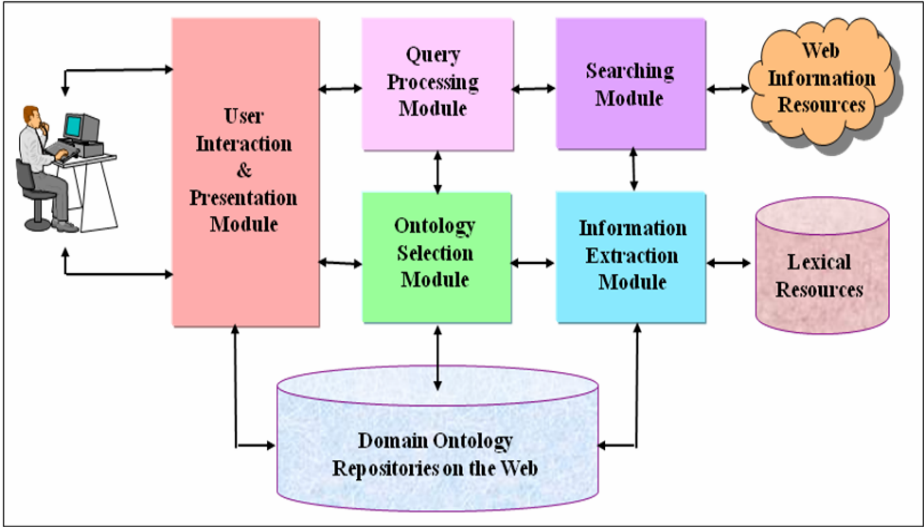 User
Interaction
&
Presentation
Module
Query
Processing
Module
Searching
Module
Web
Information
Resources
Ontology
Selection
Module
Information
Extraction
Module
Lexical
Resources
Domain Ontology
Repositories on the Web